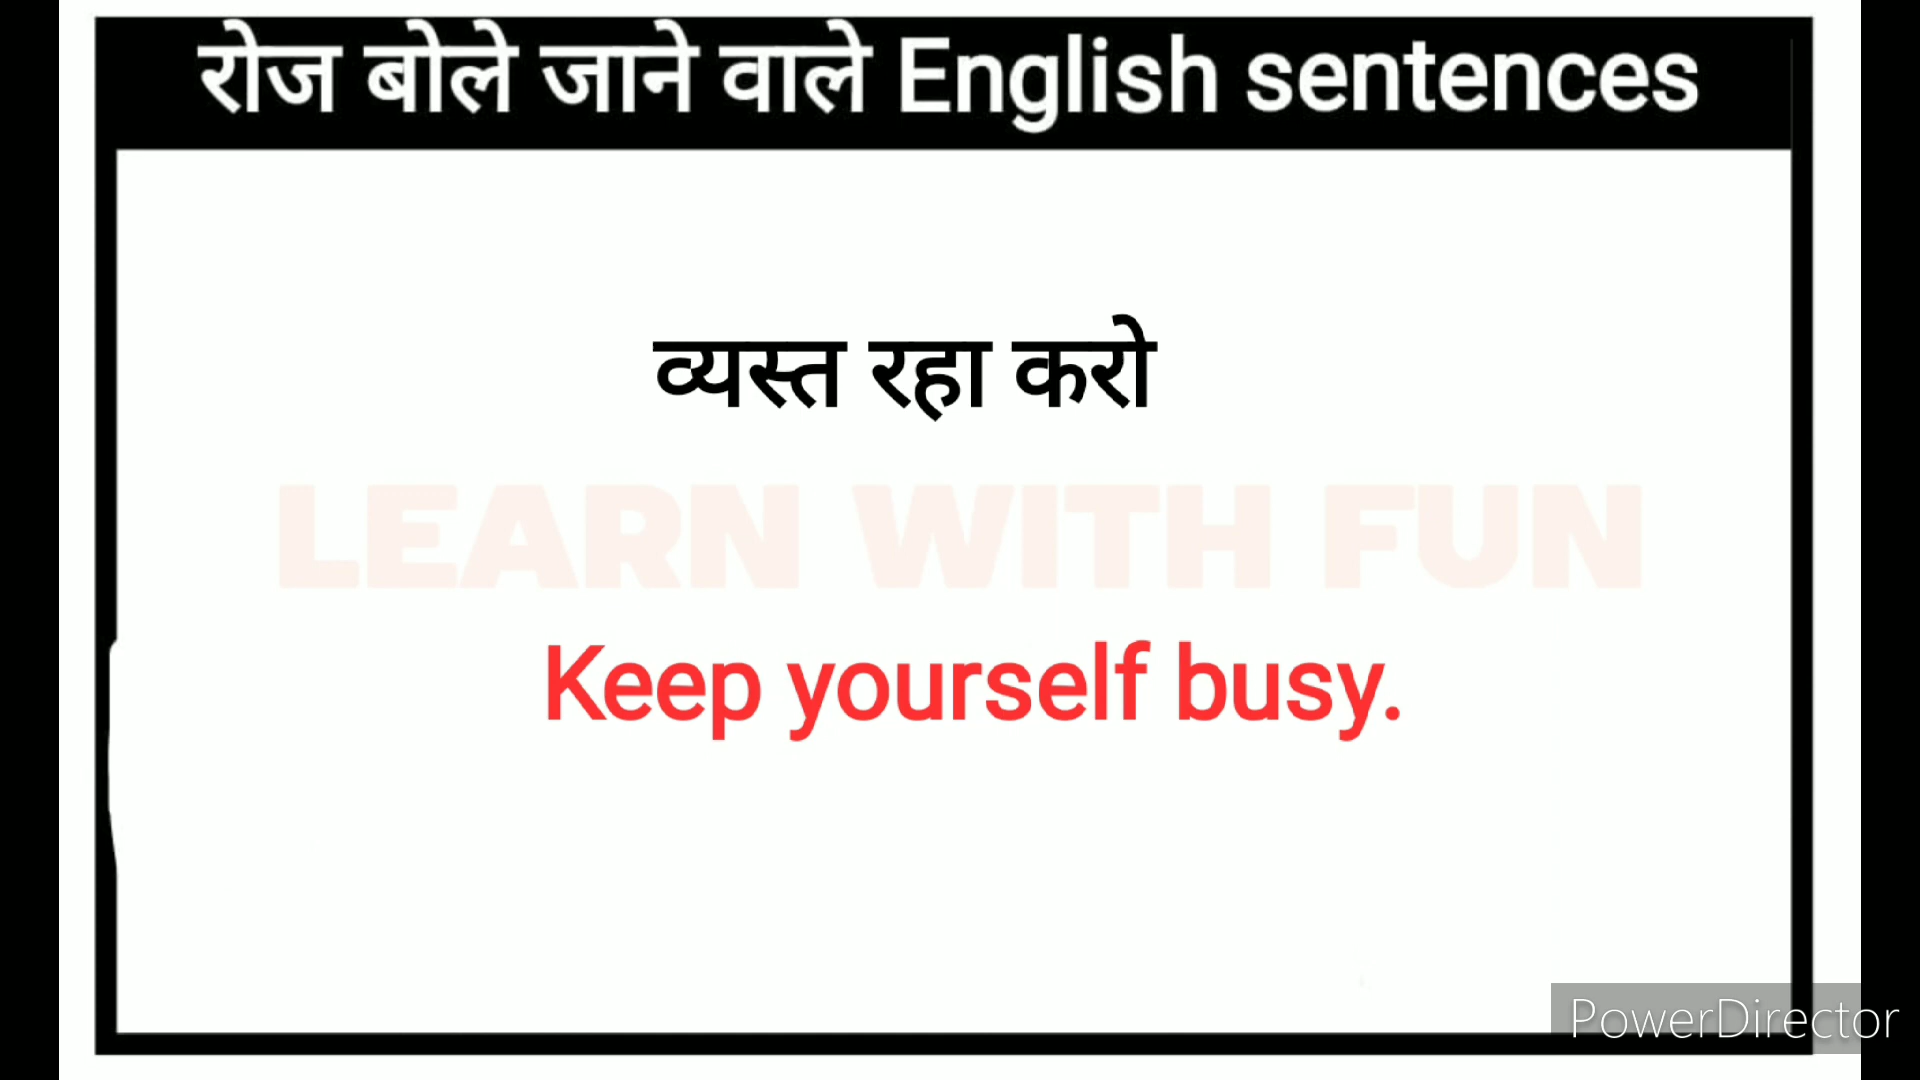 रोज बोले जाने वाले English sentences
व्यस्त रहा करो
LEARN WITH FUN
Keep yourself busy.
PowerDirector